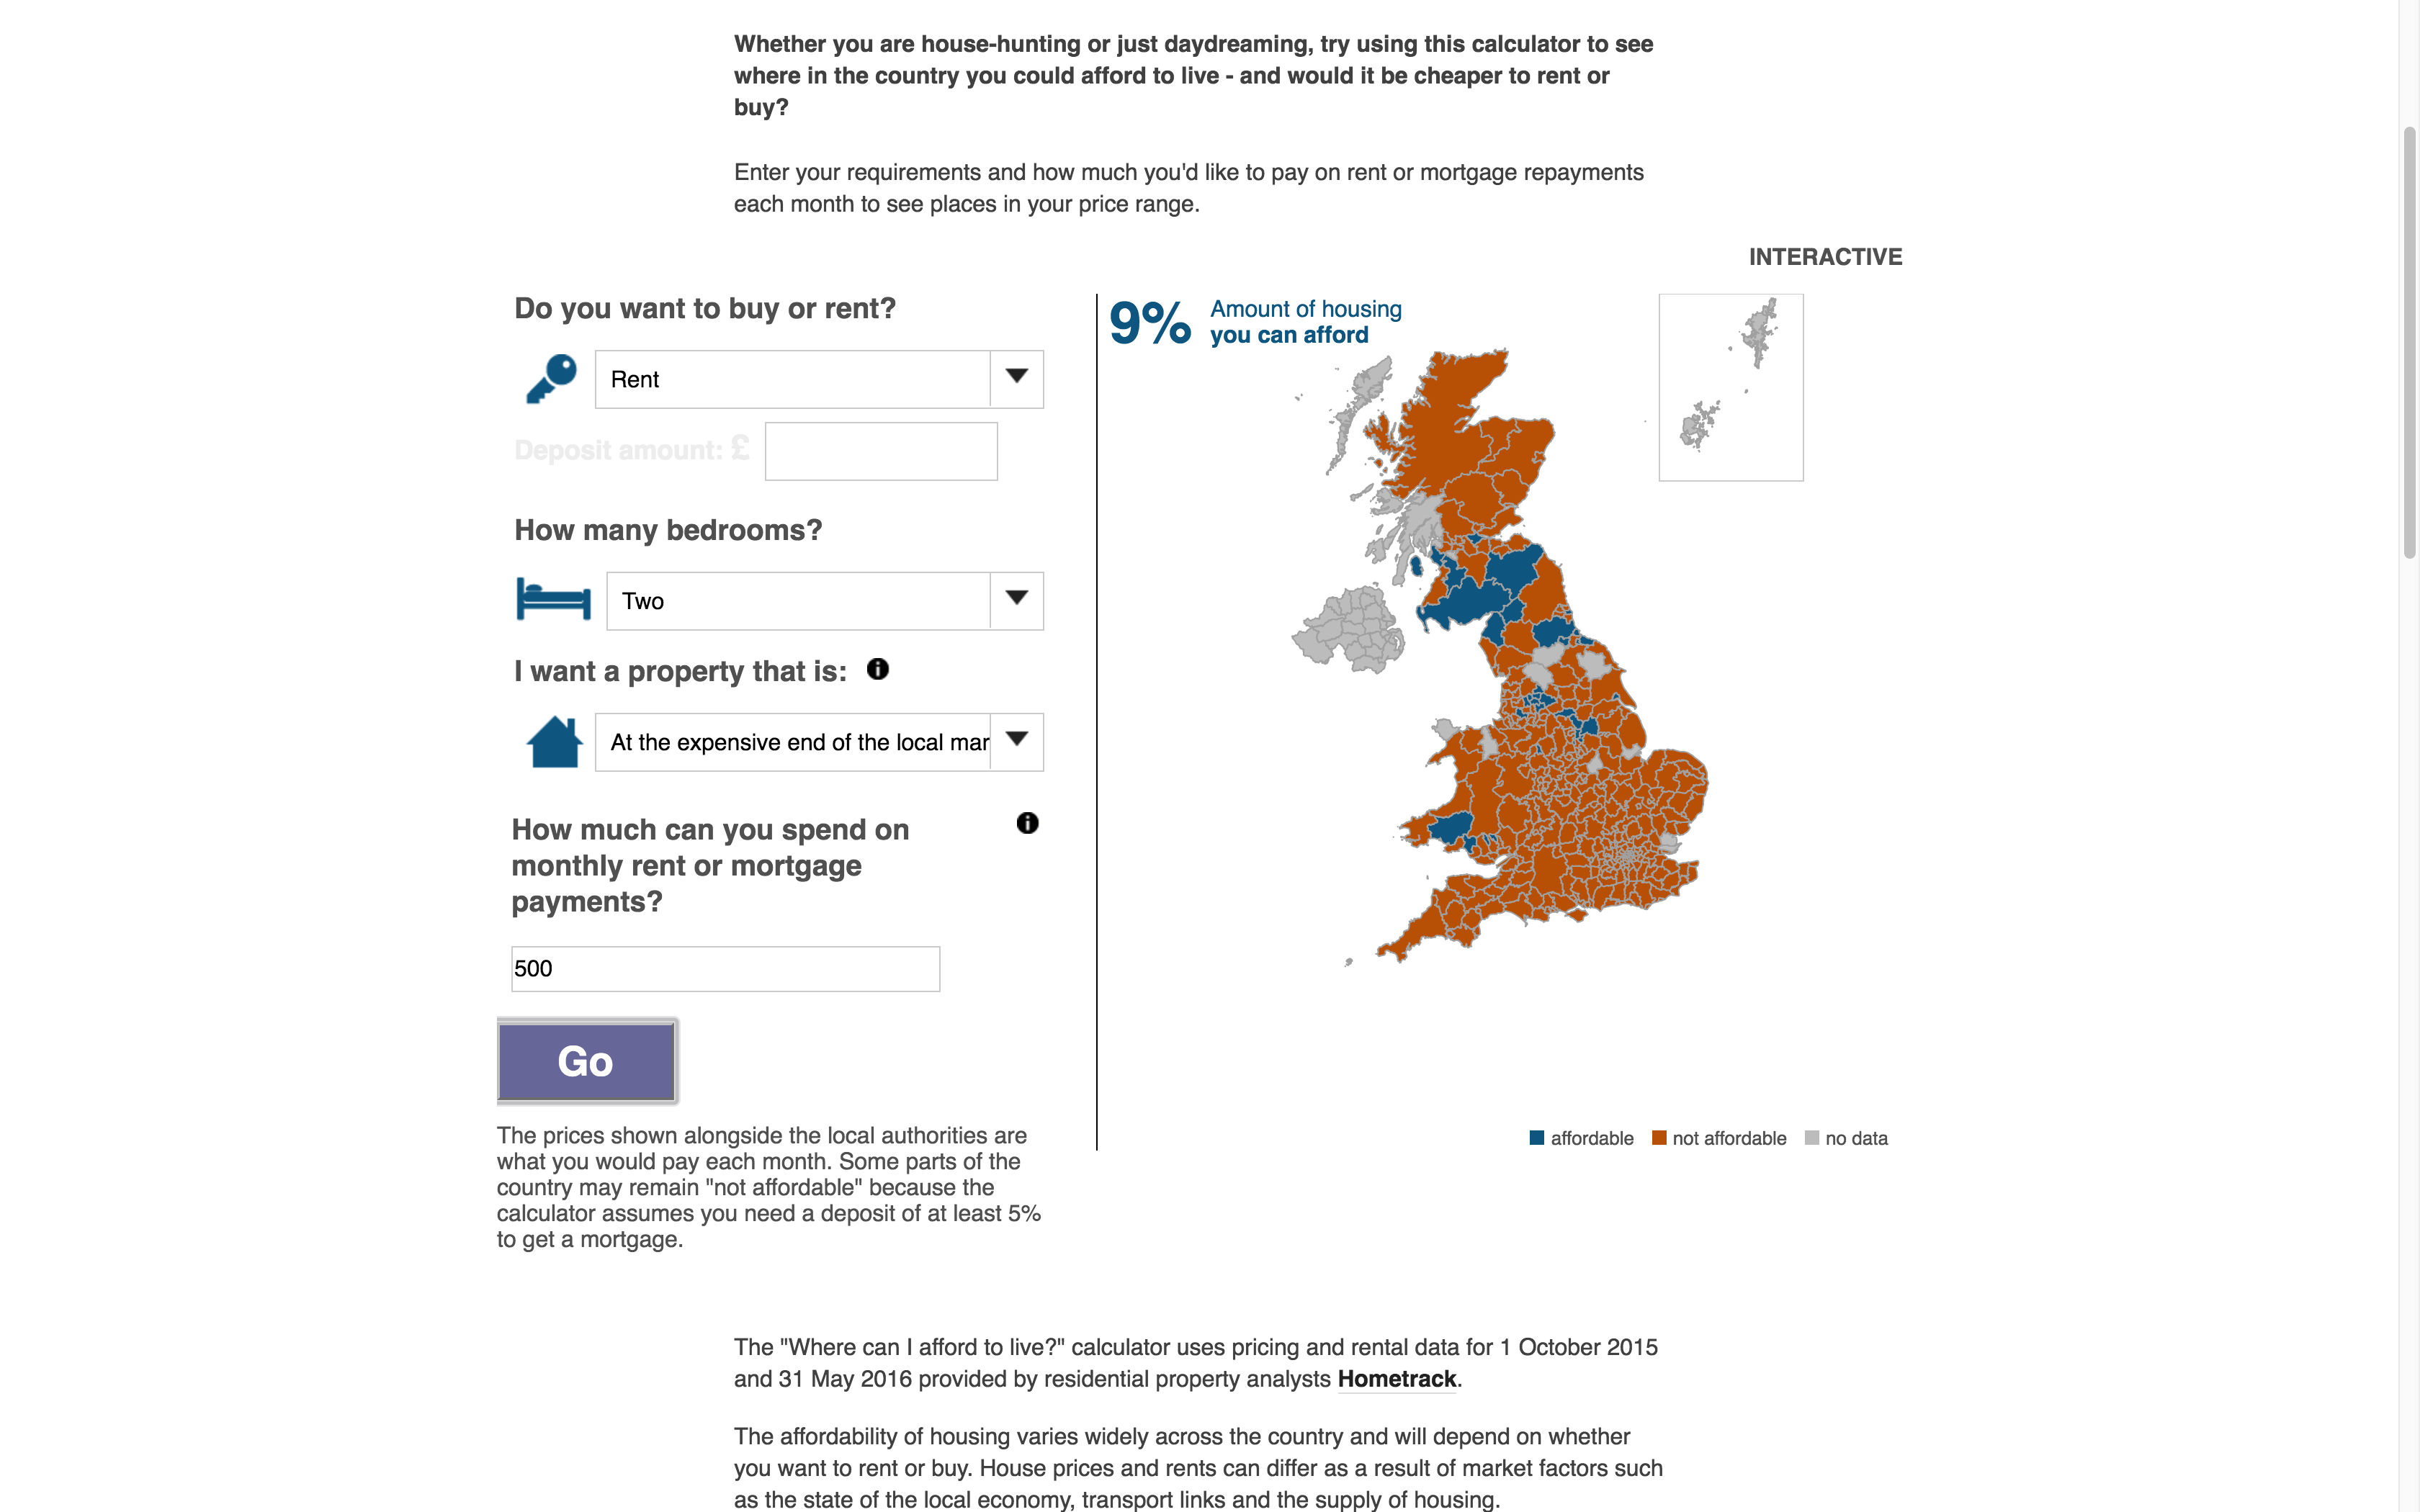 Whether you are house-hunting or just daydreaming, try using this calculator to see
where in the country you could afford to live - and would it be cheaper to rent or
buy?
Enter your requirements and how much you'd like to pay on rent or mortgage repayments
each month to see places in your price range.
INTERACTIVE
Do you want to buy or rent?
Rent
Deposit amount: £
How many bedrooms?
Two
I want a property that is:
At the expensive end of the local mar
How much can you spend on
monthly rent or mortgage
payments?
500
Go
The prices shown alongside the local authorities are
what you would pay each month. Some parts of the
country may remain "not affordable" because the
calculator assumes you need a deposit of at least 5%
to get a mortgage.
9% Amount of housing
you can afford
affordable not affordable no data
The "Where can I afford to live?" calculator uses pricing and rental data for 1 October 2015
and 31 May 2016 provided by residential property analysts Hometrack.
The affordability of housing varies widely across the country and will depend on whether
you want to rent or buy. House prices and rents can differ as a result of market factors such
as the state of the local economy, transport links and the supply of housing.